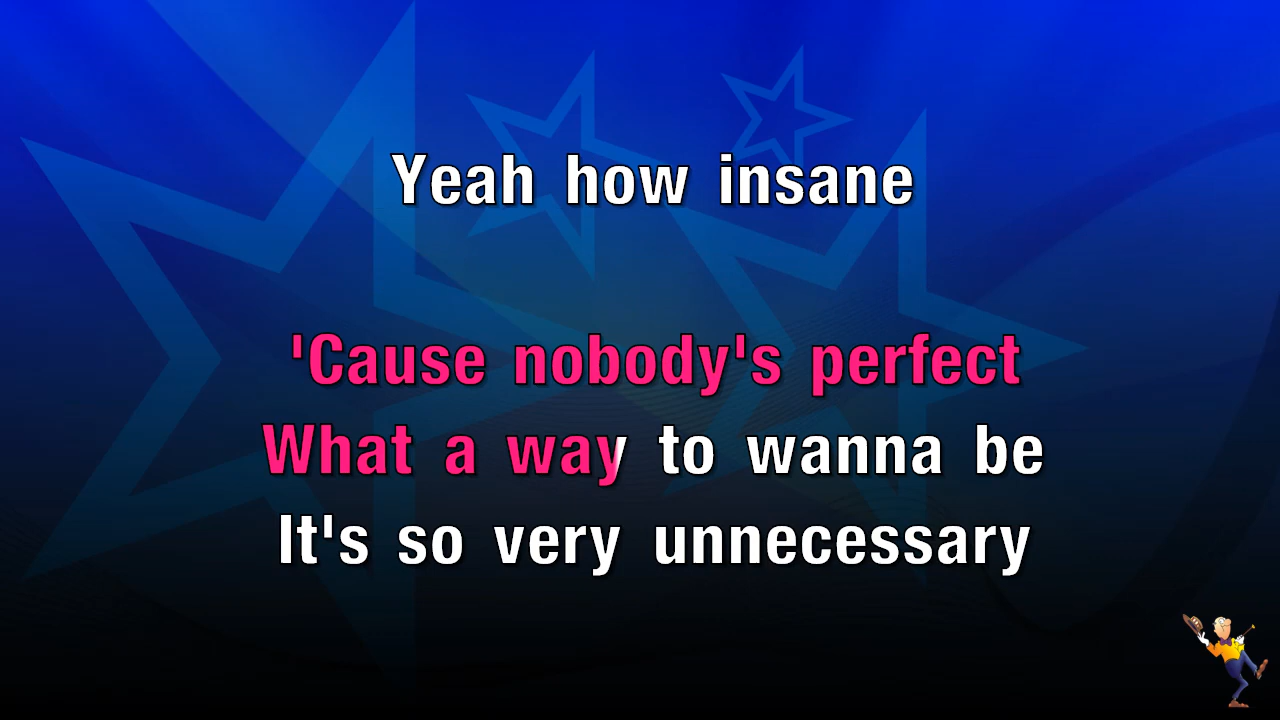 Yeah how insane
'Cause nobody's perfect
What a way to wanna be
It's so very unnecessary